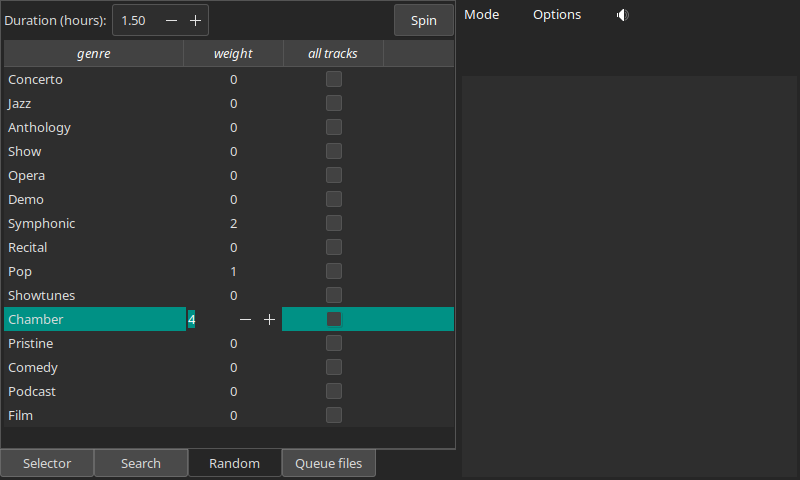 Duration (hours): 1.50 Spin Mode Options
genre weight all tracks
Concerto 0
Jazz 0
Anthology 0
Show 0
Opera 0
Demo 0
Symphonic 2
Recital 0
Pop 1
Showtunes 0
Chamber 4
Pristine 0
Comedy 0
Podcast 0
Film 0
Selector Search Random Queue files